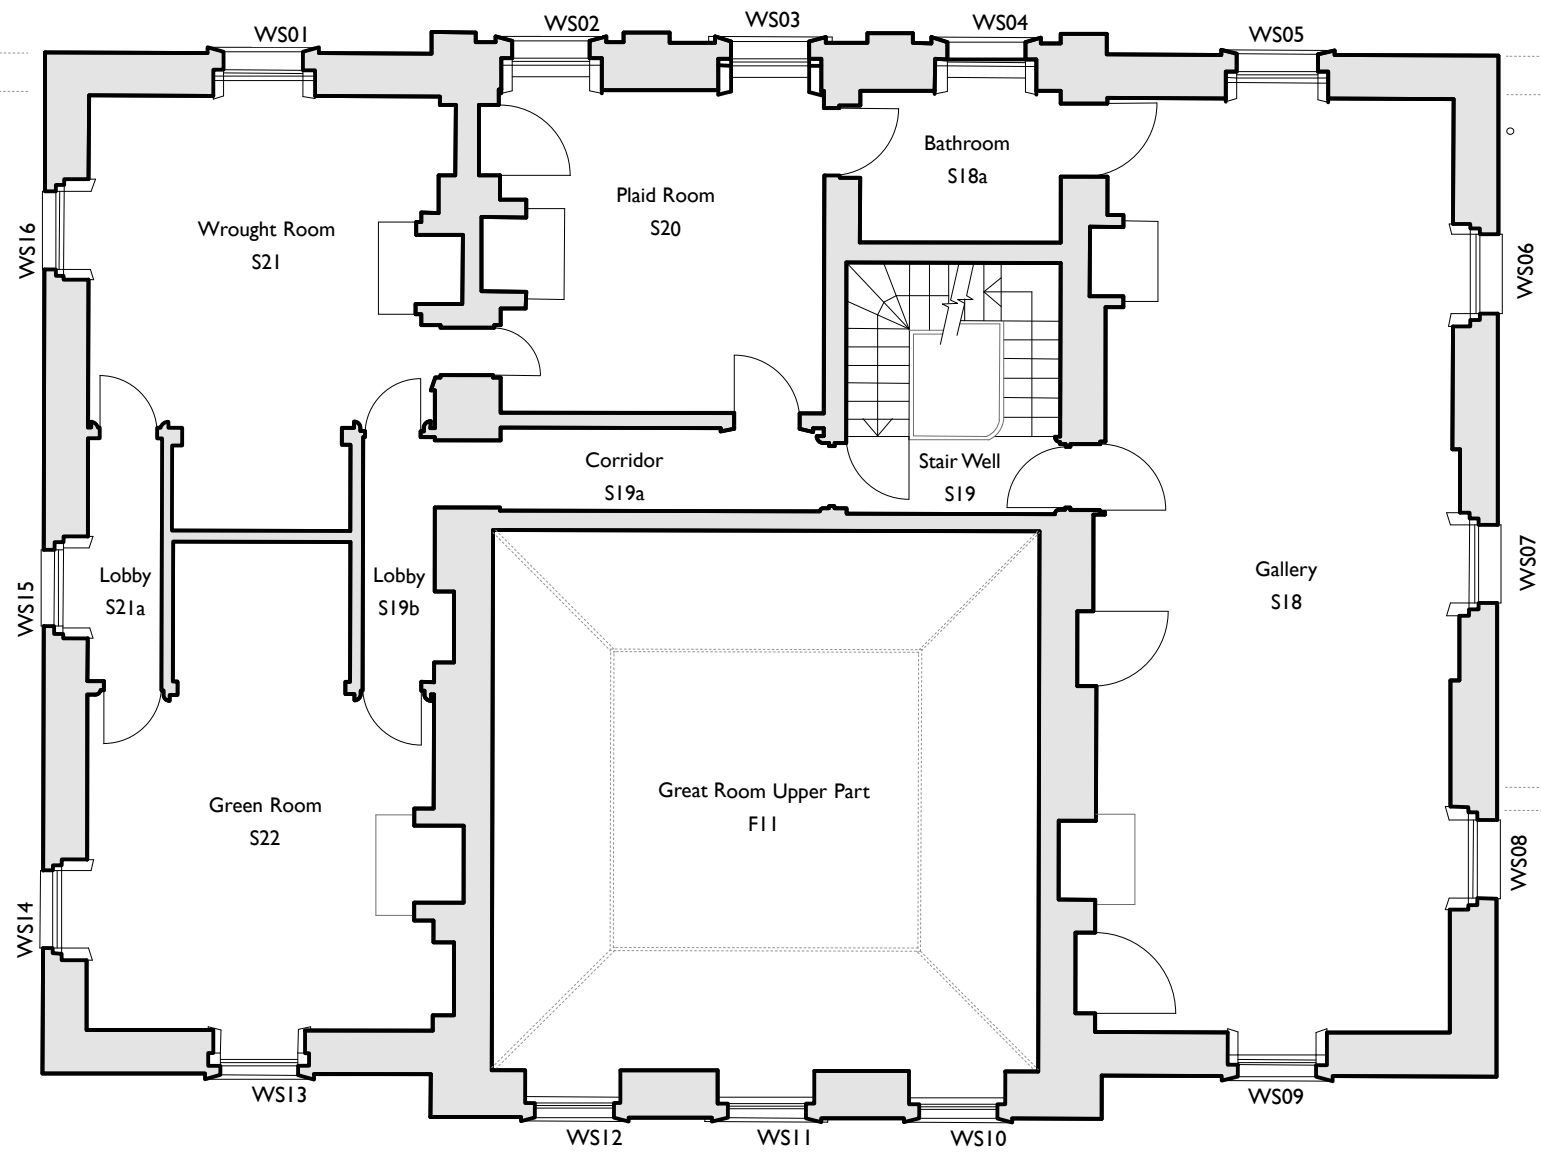 WS01
WS02
WS03
WS04
WS05
Bathroom
S18a
Plaid Room
S20
Wrought Room
S21
WS16
WS06
Corridor
S19a
Stair Well
S19
WS15
Lobby
S21a
Lobby
S19b
Gallery
S18
WS07
Green Room
S22
Great Room Upper Part
F11
WS14
WS08
WS13
WS12
WS11
WS10
WS09